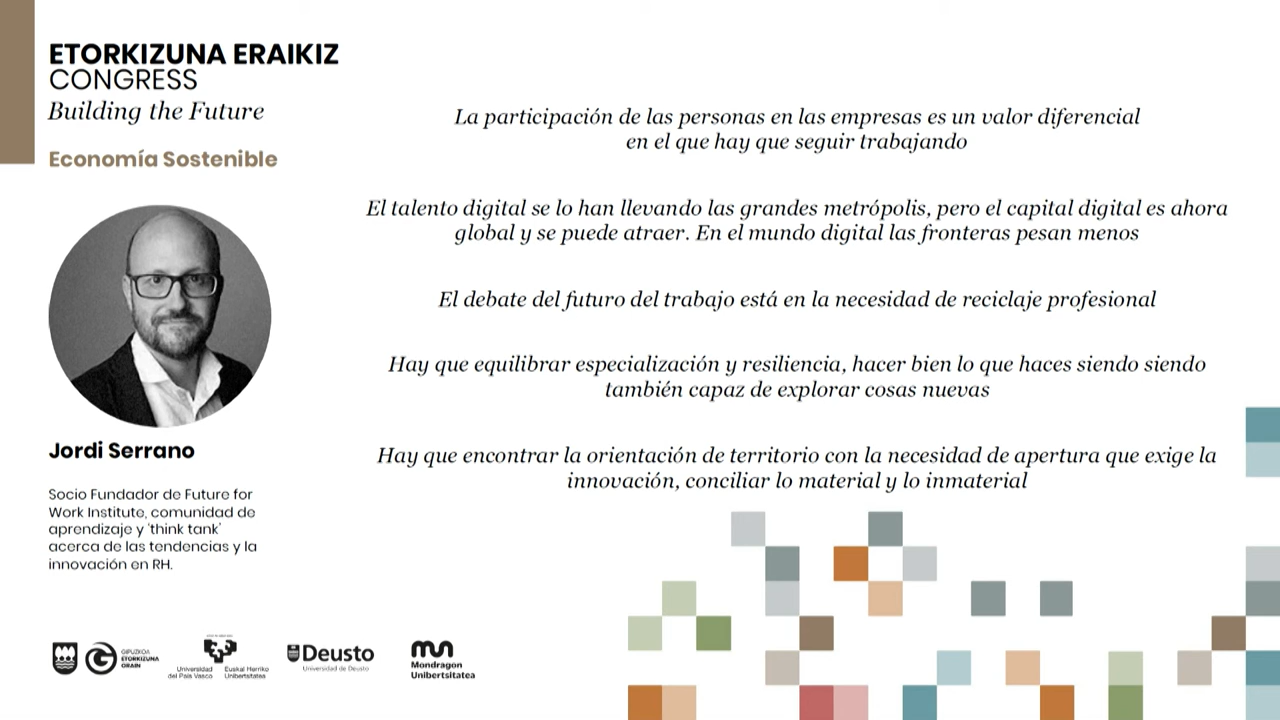 ETORKIZUNA ERAIKIZ
CONGRESS
Building the Future
Economía Sostenible
La participación de las personas en las empresas es un valor diferencial
en el que hay que seguir trabajando
El talento digital se lo han llevando las grandes metrópolis, pero el capital digital es ahora
global y se puede atraer. En el mundo digital las fronteras pesan menos
El debate del futuro del trabajo está en la necesidad de reciclaje profesional
Hay que equilibrar especialización y resiliencia, hacer bien lo que haces siendo siendo
también capaz de explorar cosas nuevas
Hay que encontrar la orientación de territorio con la necesidad de apertura que exige la
innovación, conciliar lo material y lo inmaterial
Jordi Serrano
Socio Fundador de Future for
Work Institute, comunidad de
aprendizaje y 'think tank'
acerca de las tendencias y la
innovación en RH.
GIPUZKOA
ETORKIZUNA
ORAIN
Universidad
del País Vasco
Euskal Herriko
Unibertsitatea
Deusto
Universidad de Deusto
Mondragon
Unibertsitatea